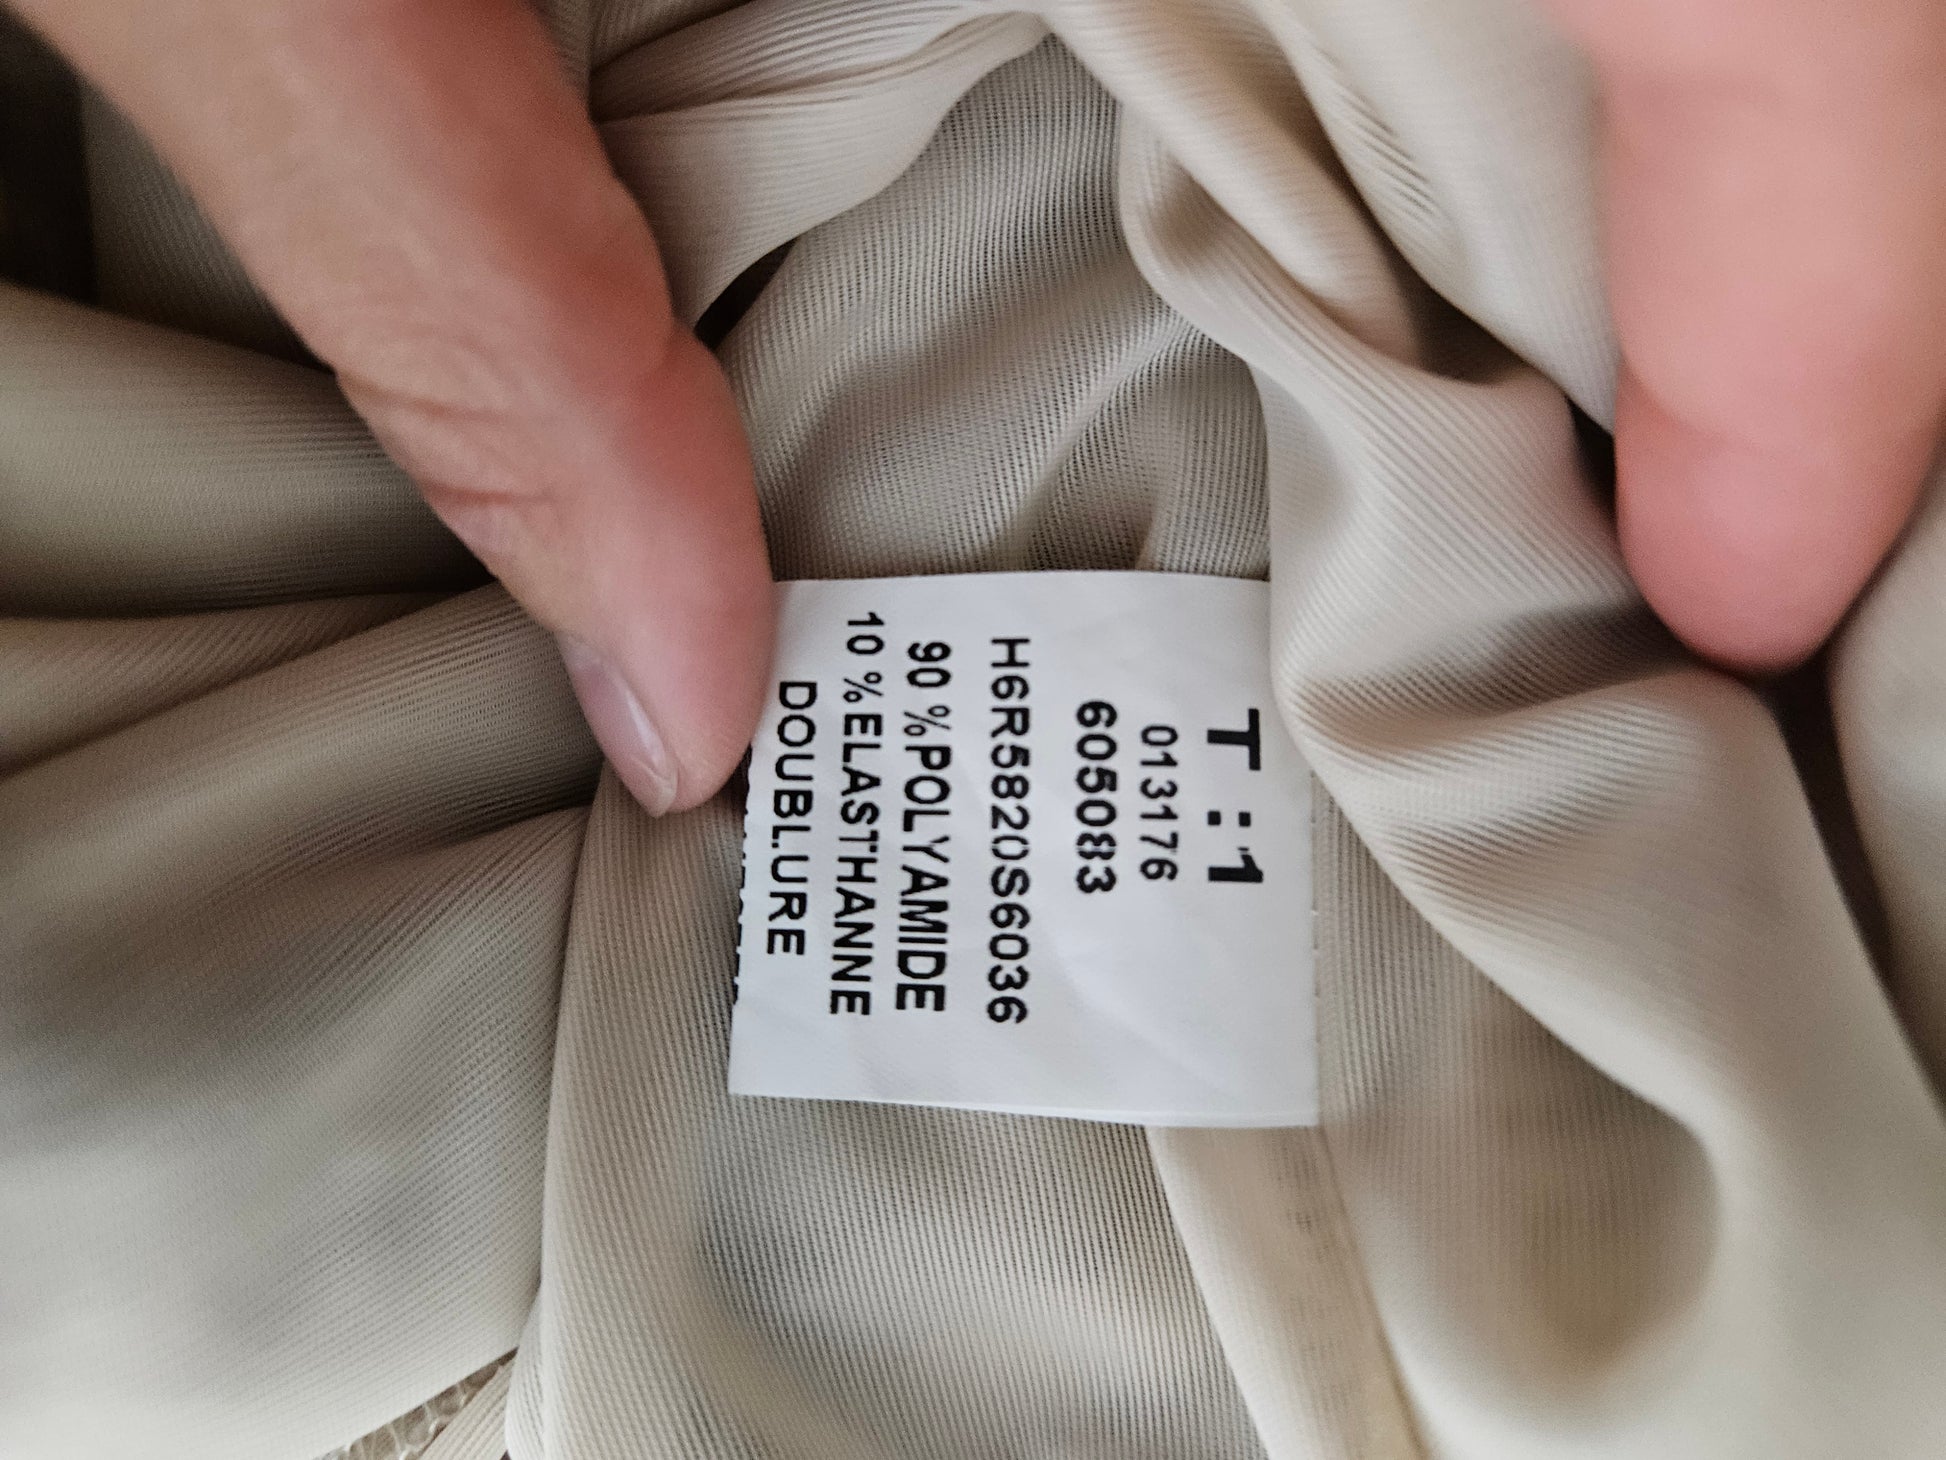 T :1
013176
605083
H6R5820S6036
90 %POLYAMIDE
10 %ELASTHANNE
DOUBLURE